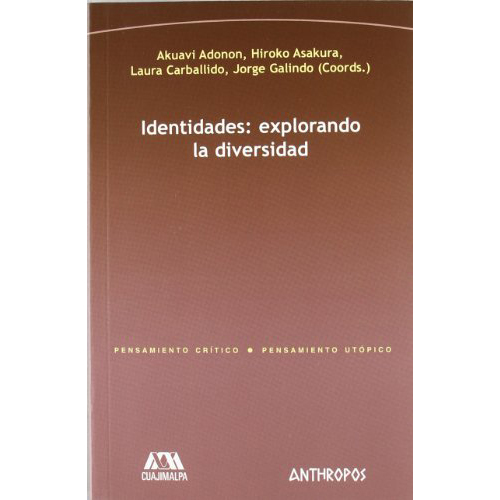 Akuavi Adonon, Hiroko Asakura,
Laura Carballido, Jorge Galindo (Coords.)
Identidades: explorando
la diversidad
PENSAMIENTO CRÍTICO ● PENSAMIENTO UTÓPICO
CUAJIMALPA
ANTHROPOS